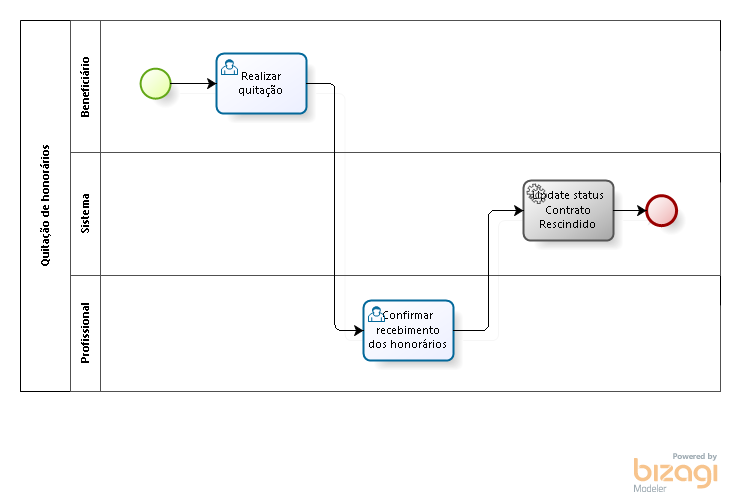 Quitação de honorários
Beneficiário
Realizar
quitação
Sistema
Update status
Contrato
Rescindido
Profissional
Confirmar
recebimento
dos honorários
Powered by
bizagi
Modeler